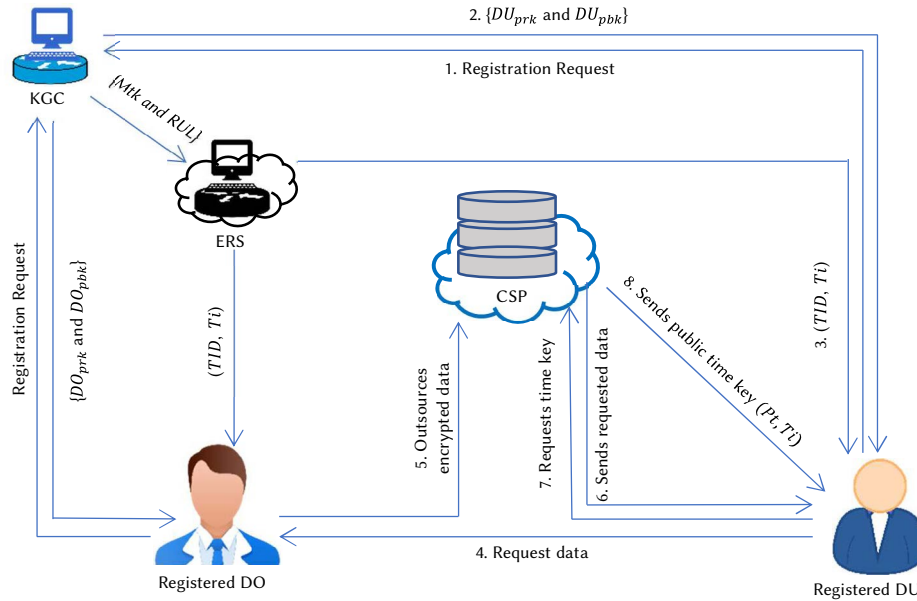 2. {DU_prk and DU_pbk}
1. Registration Request
KGC
{Mtk and RUL}
ERS
CSP
Registration Request
{DO_prk and DO_pbk}
(TID, Ti)
5. Outsources
encrypted data
7. Requests time key
6. Sends requested data
8. Sends public time key (Pt, Ti)
3. (TID, Ti)
4. Request data
Registered DO
Registered DU